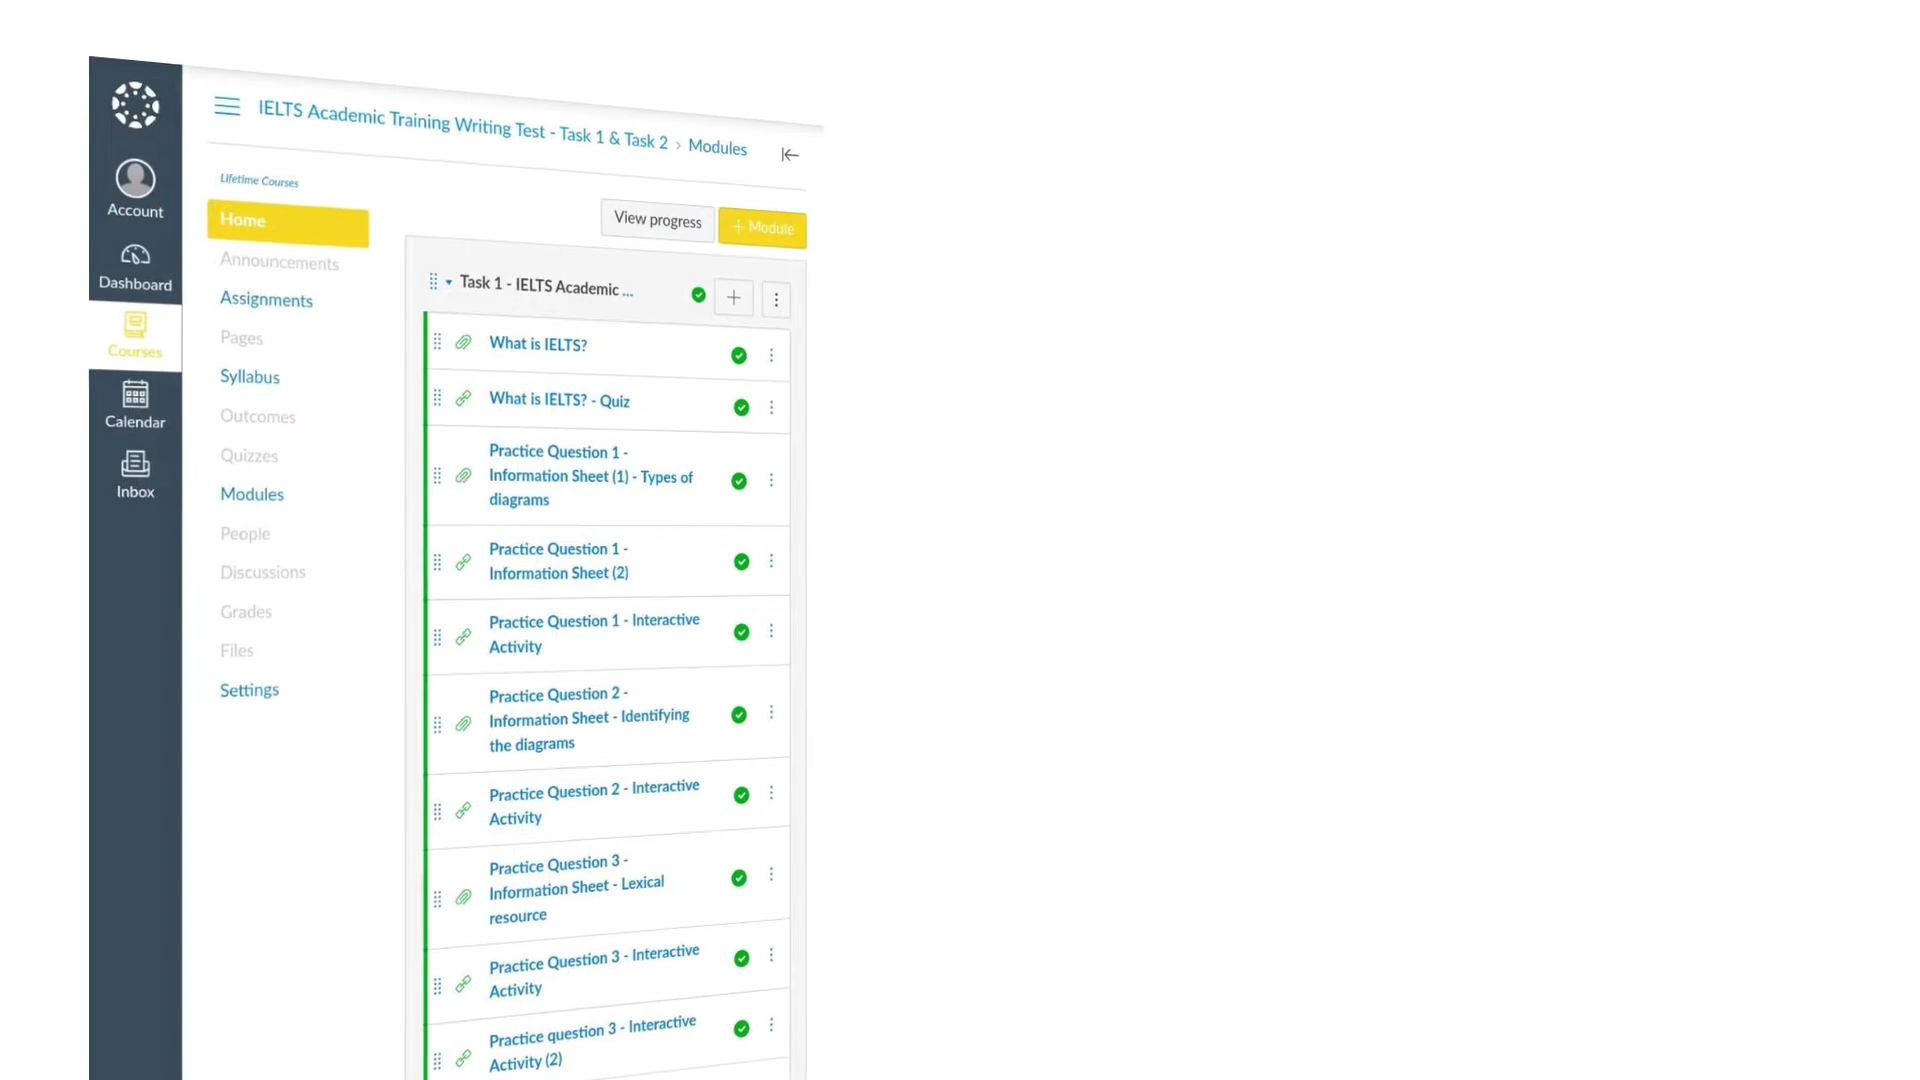 IELTS Academic Training Writing Test - Task 1 & Task 2 › Modules
Account
Dashboard
Courses
Calendar
Inbox
Lifetime Courses
Home
Announcements
Assignments
Pages
Syllabus
Outcomes
Quizzes
Modules
People
Discussions
Grades
Files
Settings
View progress
+ Module
Task 1 - IELTS Academic ...
What is IELTS?
What is IELTS? - Quiz
Practice Question 1 -
Information Sheet (1) - Types of
diagrams
Practice Question 1 -
Information Sheet (2)
Practice Question 1 - Interactive
Activity
Practice Question 2 -
Information Sheet - Identifying
the diagrams
Practice Question 2 - Interactive
Activity
Practice Question 3 -
Information Sheet - Lexical
resource
Practice Question 3 - Interactive
Activity
Practice question 3 - Interactive
Activity (2)